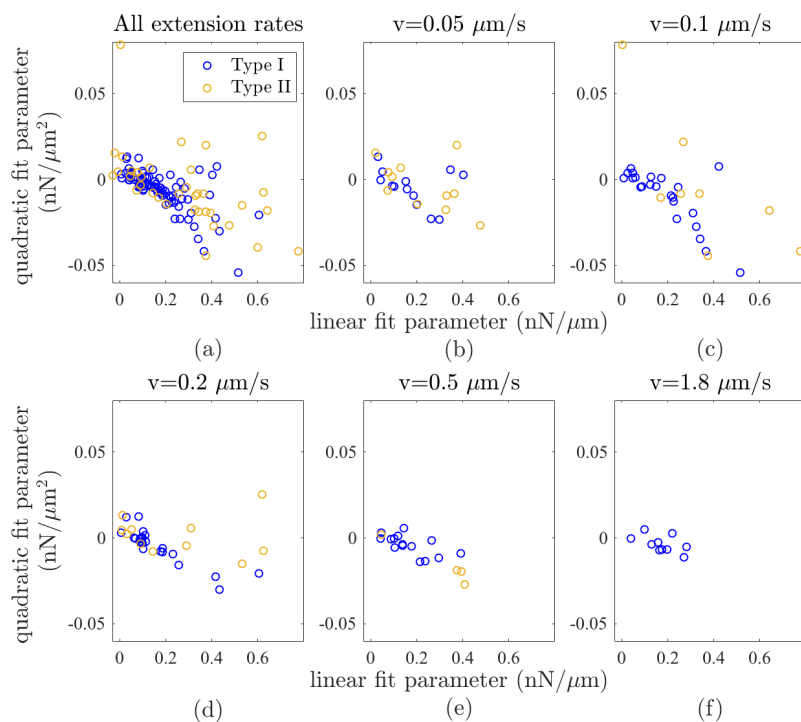 All extension rates
v=0.05 μm/s
v=0.1 μm/s
quadratic fit parameter
(nN/μm²)
0.05
0
-0.05
Type I
Type II
0 0.2 0.4 0.6
0.05
0
-0.05
0 0.2 0.4 0.6
0.05
0
-0.05
0 0.2 0.4 0.6
linear fit parameter (nN/μm)
(a)
(b)
(c)
v=0.2 μm/s
v=0.5 μm/s
v=1.8 μm/s
quadratic fit parameter
(nN/μm²)
0.05
0
-0.05
0 0.2 0.4 0.6
0.05
0
-0.05
0 0.2 0.4 0.6
0.05
0
-0.05
0 0.2 0.4 0.6
linear fit parameter (nN/μm)
(d)
(e)
(f)